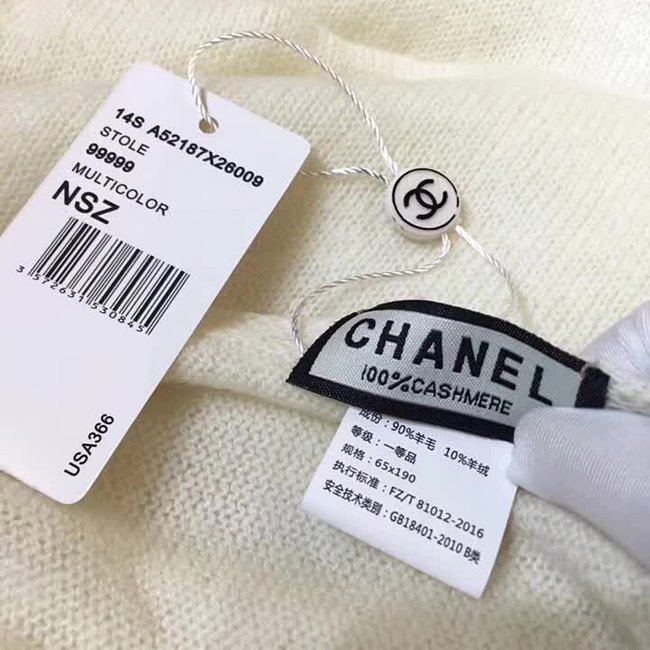 14S A52187X26009
STOLE
99999
MULTICOLOR
NSZ
3 572631 530845
USA366
CHANEL
100%CASHMERE
成份：90%羊毛 10%羊绒
等级：一等品
规格：65x190
执行标准：FZ/T 81012-2016
安全技术类别：GB18401-2010 B类